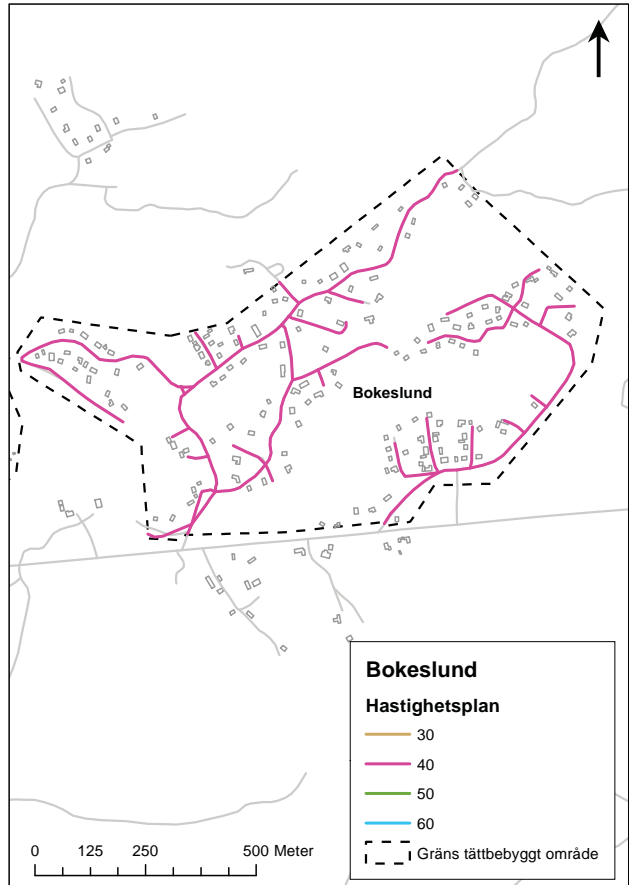 Bokeslund
Bokeslund
Hastighetsplan
30
40
50
60
Gräns tättbebyggt område
0 125 250 500 Meter